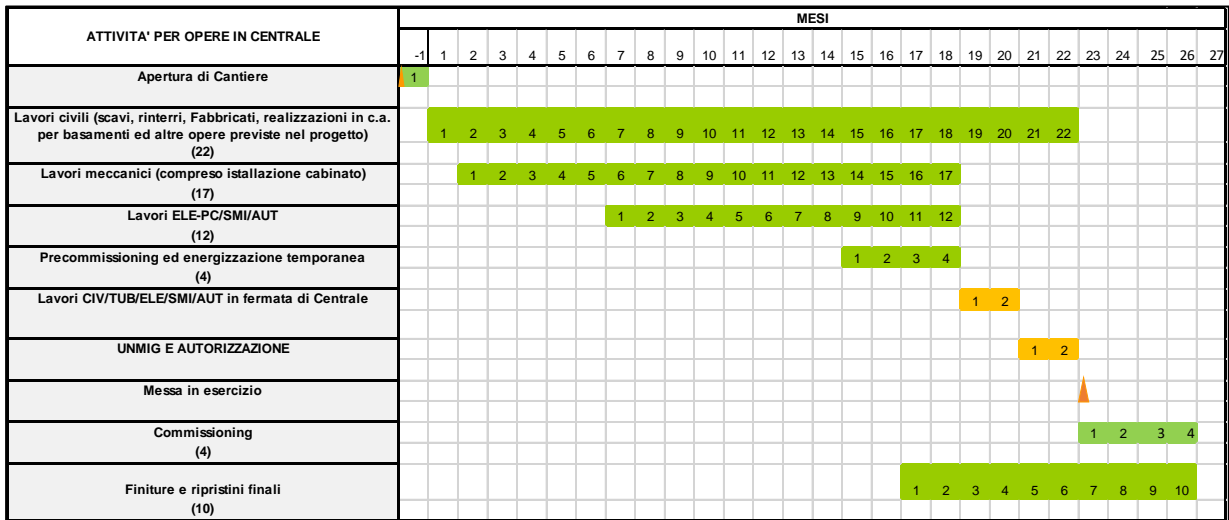 MESI
ATTIVITA' PER OPERE IN CENTRALE
-1 1 2 3 4 5 6 7 8 9 10 11 12 13 14 15 16 17 18 19 20 21 22 23 24 25 26 27
Apertura di Cantiere
1
Lavori civili (scavi, rinterri, Fabbricati, realizzazioni in c.a.
per basamenti ed altre opere previste nel progetto)
(22)
1 2 3 4 5 6 7 8 9 10 11 12 13 14 15 16 17 18 19 20 21 22
Lavori meccanici (compreso istallazione cabinato)
(17)
1 2 3 4 5 6 7 8 9 10 11 12 13 14 15 16 17
Lavori ELE-PC/SMI/AUT
(12)
1 2 3 4 5 6 7 8 9 10 11 12
Precommissioning ed energizzazione temporanea
(4)
1 2 3 4
Lavori CIV/TUB/ELE/SMI/AUT in fermata di Centrale
1 2
UNMIG E AUTORIZZAZIONE
1 2
Messa in esercizio
Commissioning
(4)
1 2 3 4
Finiture e ripristini finali
(10)
1 2 3 4 5 6 7 8 9 10